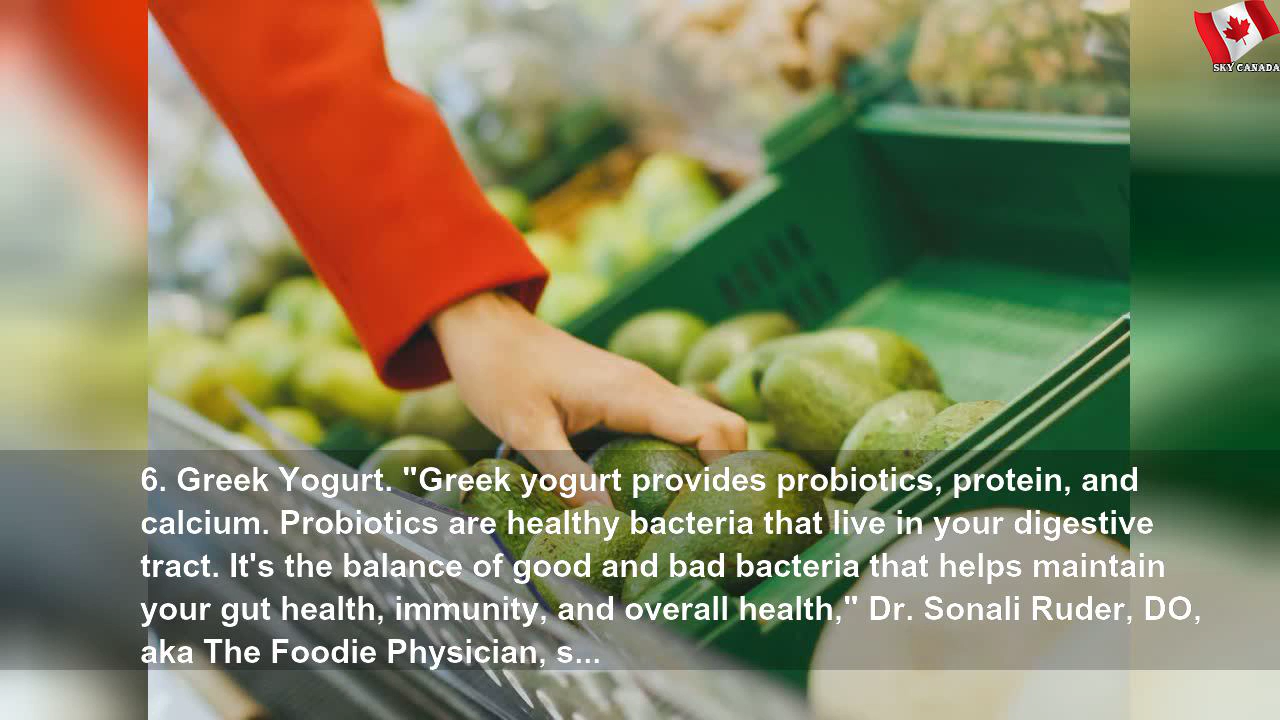 SKY CANADA
6. Greek Yogurt. "Greek yogurt provides probiotics, protein, and
calcium. Probiotics are healthy bacteria that live in your digestive
tract. It's the balance of good and bad bacteria that helps maintain
your gut health, immunity, and overall health," Dr. Sonali Ruder, DO,
aka The Foodie Physician, s...